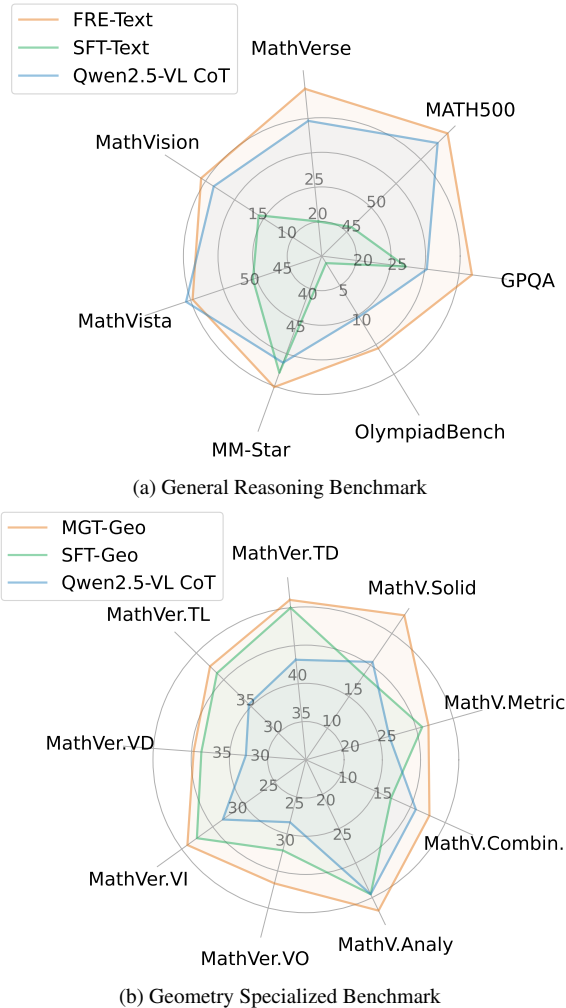 FRE-Text
SFT-Text
Qwen2.5-VL CoT
MathVerse
MATH500
MathVision
25
50
15
20
45
10
20
25
45
50
GPQA
40
5
MathVista
45
10
OlympiadBench
MM-Star
(a) General Reasoning Benchmark
MGT-Geo
SFT-Geo
Qwen2.5-VL CoT
MathVer.TD
MathV.Solid
MathVer.TL
40
15
35
MathV.Metric
35
10
30
25
MathVer.VD
35
30
20
10
25
15
20
25
30
25
30
MathV.Combin.
MathVer.VI
MathV.Analy
MathVer.VO
(b) Geometry Specialized Benchmark